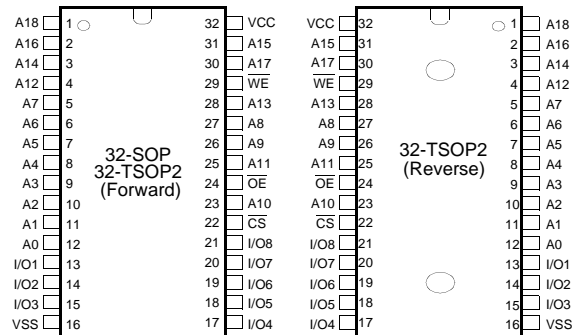 A18 1 32 VCC VCC 32 1 A18
A16 2 31 A15 A15 31 2 A16
A14 3 30 A17 A17 30 3 A14
A12 4 29 WE WE 29 4 A12
A7 5 28 A13 A13 28 5 A7
A6 6 27 A8 A8 27 6 A6
A5 7 26 A9 A9 26 7 A5
A4 8 25 A11 A11 25 8 A4
A3 9 24 OE OE 24 9 A3
A2 10 23 A10 A10 23 10 A2
A1 11 22 CS CS 22 11 A1
A0 12 21 I/O8 I/O8 21 12 A0
I/O1 13 20 I/O7 I/O7 20 13 I/O1
I/O2 14 19 I/O6 I/O6 19 14 I/O2
I/O3 15 18 I/O5 I/O5 18 15 I/O3
VSS 16 17 I/O4 I/O4 17 16 VSS
32-SOP
32-TSOP2
(Forward)
32-TSOP2
(Reverse)